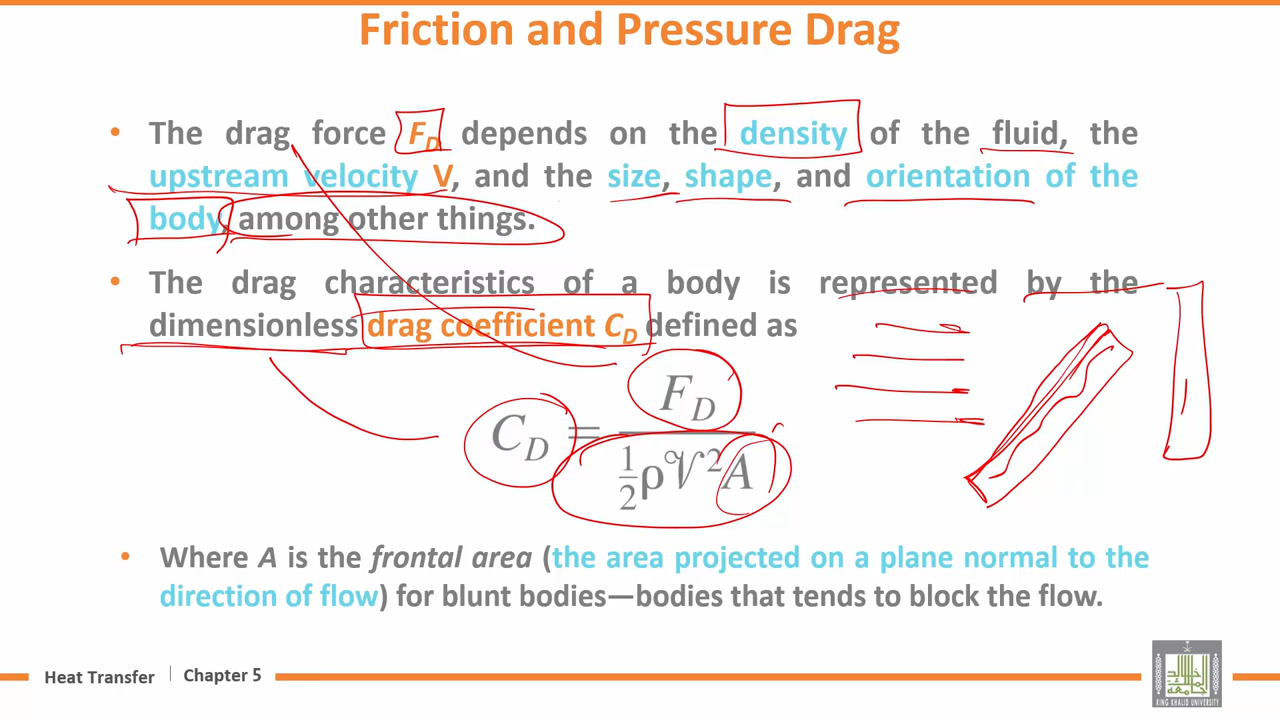 Friction and Pressure Drag
• The drag force F_D depends on the density of the fluid, the
upstream velocity V, and the size, shape, and orientation of the
body, among other things.
• The drag characteristics of a body is represented by the
dimensionless drag coefficient C_D defined as
C_D = F_D / (½ρ𝒱²A)
• Where A is the frontal area (the area projected on a plane normal to the
direction of flow) for blunt bodies—bodies that tends to block the flow.
Heat Transfer | Chapter 5
KING KHALID UNIVERSITY